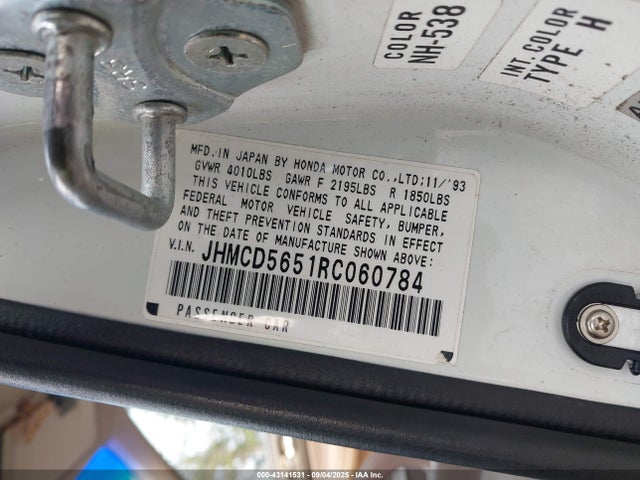 COLOR
NH-538
INT. COLOR
TYPE H
MFD. IN JAPAN BY HONDA MOTOR CO.,LTD; 11/'93
GVWR 4010LBS GAWR F 2195LBS R 1850LBS
THIS VEHICLE CONFORMS TO ALL APPLICABLE
FEDERAL MOTOR VEHICLE SAFETY, BUMPER,
AND THEFT PREVENTION STANDARDS IN EFFECT
ON THE DATE OF MANUFACTURE SHOWN ABOVE:
V.I.N. JHMCD5651RC060784
PASSENGER CAR
000-43141531 09/04/2025 IAA Inc.